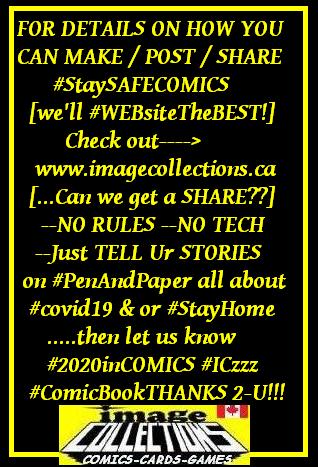 FOR DETAILS ON HOW YOU
CAN MAKE / POST / SHARE
#StaySAFECOMICS
[we'll #WEBsiteTheBEST!]
Check out---->
www.imagecollections.ca
[...Can we get a SHARE??]
--NO RULES --NO TECH
--Just TELL Ur STORIES
on #PenAndPaper all about
#covid19 & or #StayHome
.....then let us know
#2020inCOMICS #ICzzz
#ComicBookTHANKS 2-U!!!
image
COLLECTIONS
COMICS-CARDS-GAMES